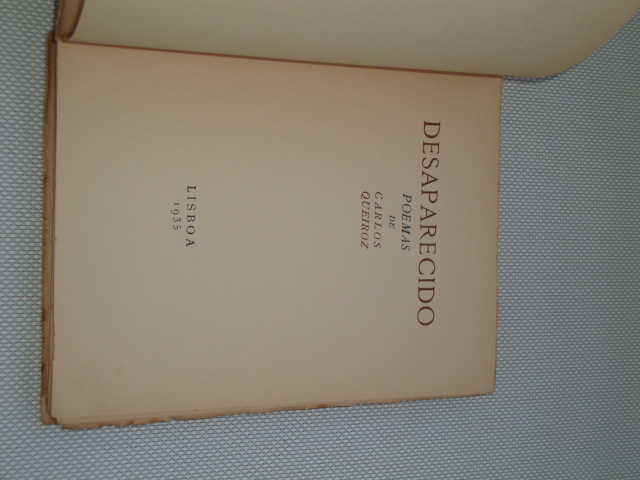 DESAPARECIDO
POEMAS
DE
CARLOS
QUEIROZ
LISBOA
1935